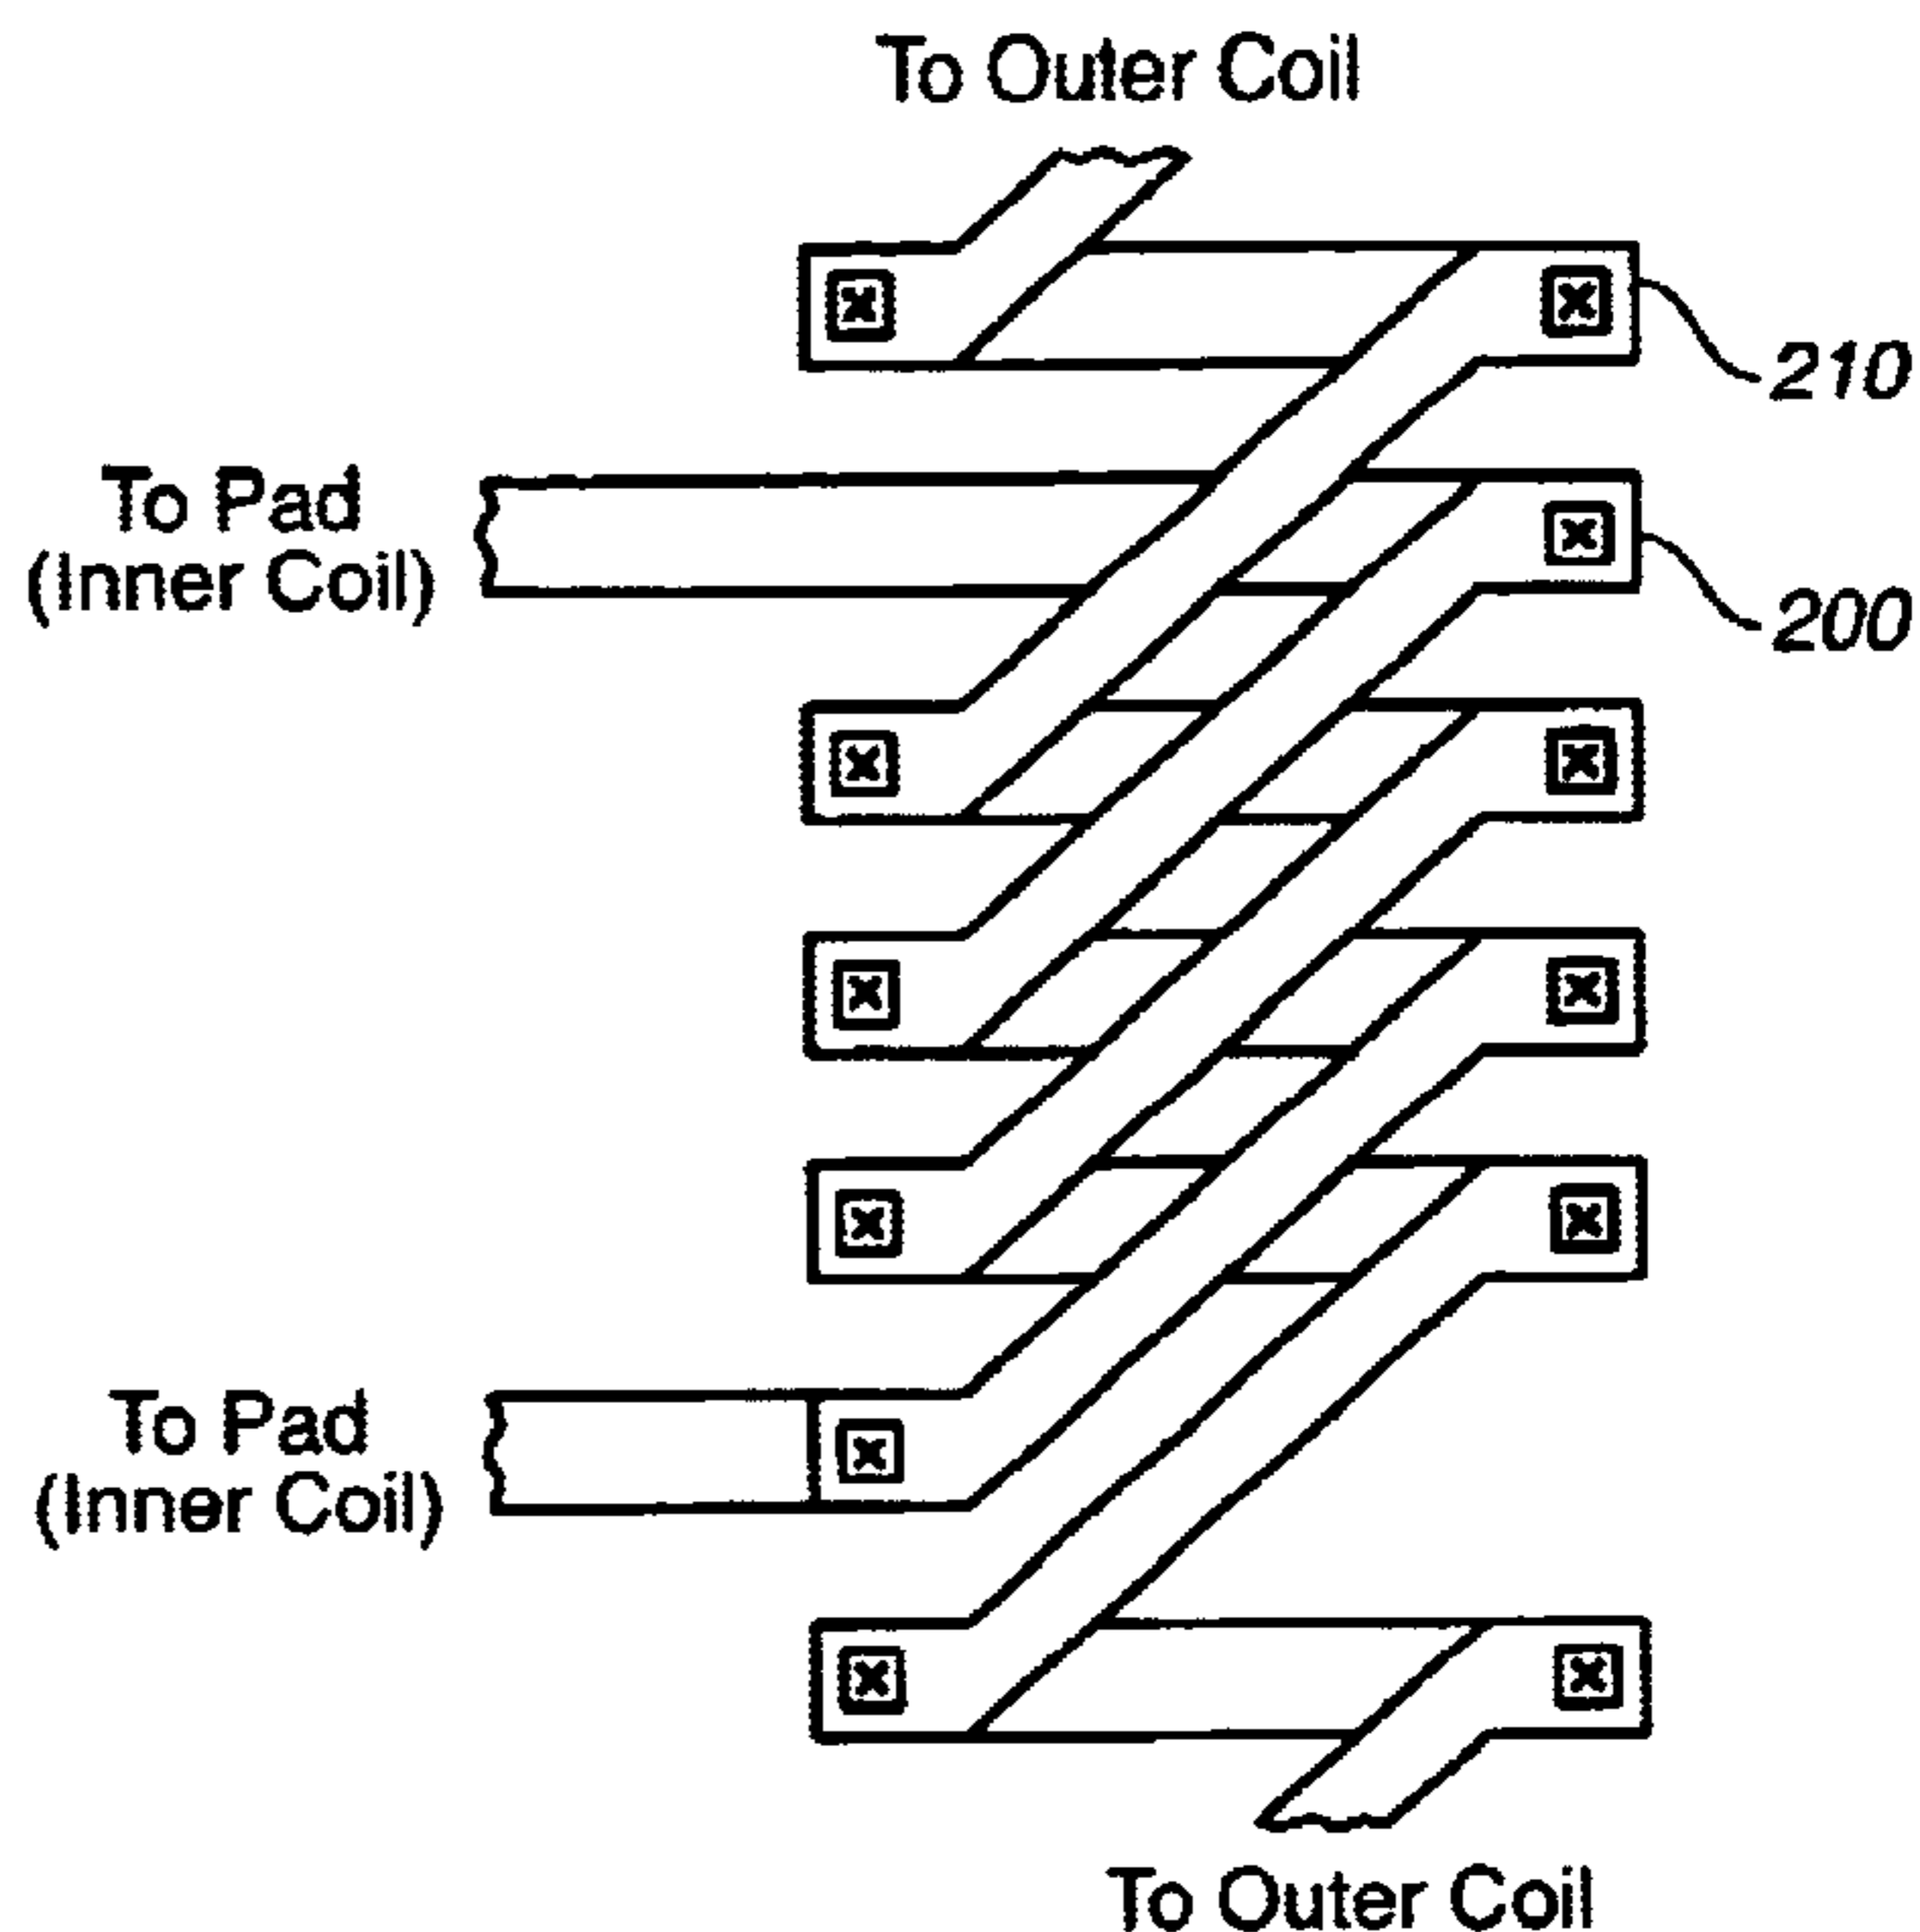 To Outer Coil
210
To Pad
(Inner Coil)
200
To Pad
(Inner Coil)
To Outer Coil